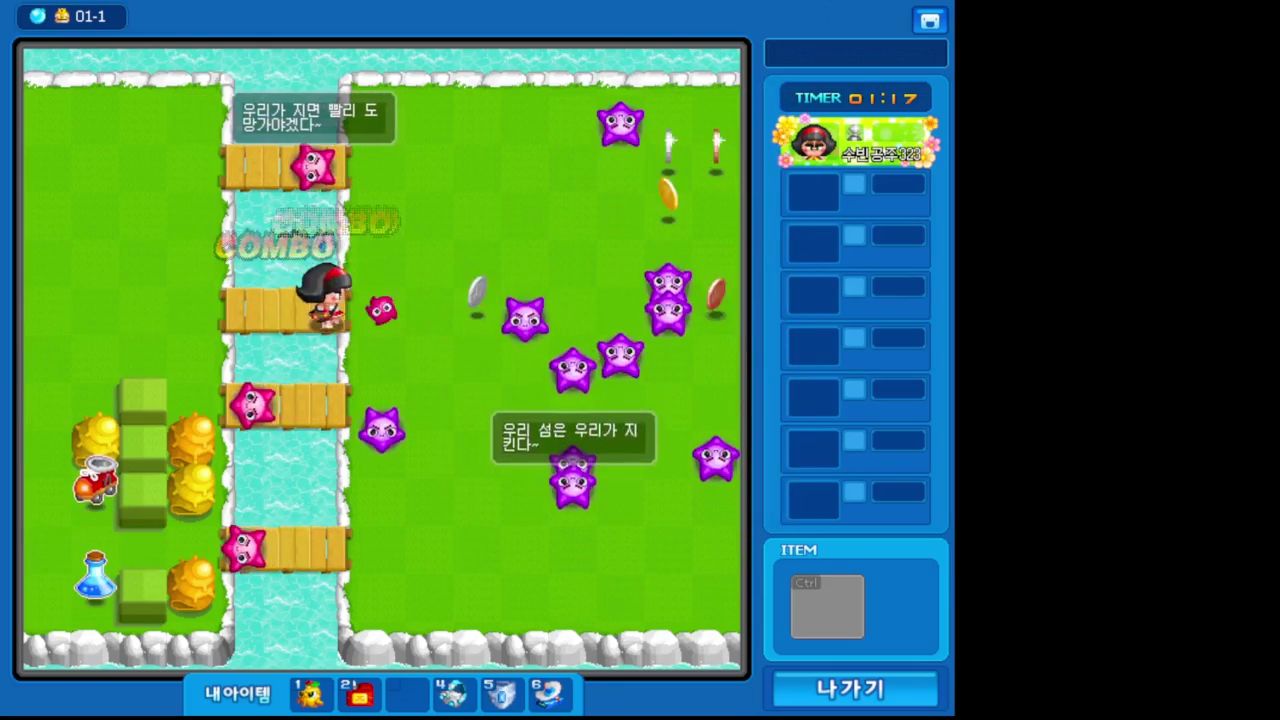 01-1
우리가 지면 빨리 도
망가야겠다~
TIMER 01:17
수빈공주323
COMBO
우리 섬은 우리가 지
킨다~
ITEM
Ctrl
내아이템
1
2
4
5
6
나가기